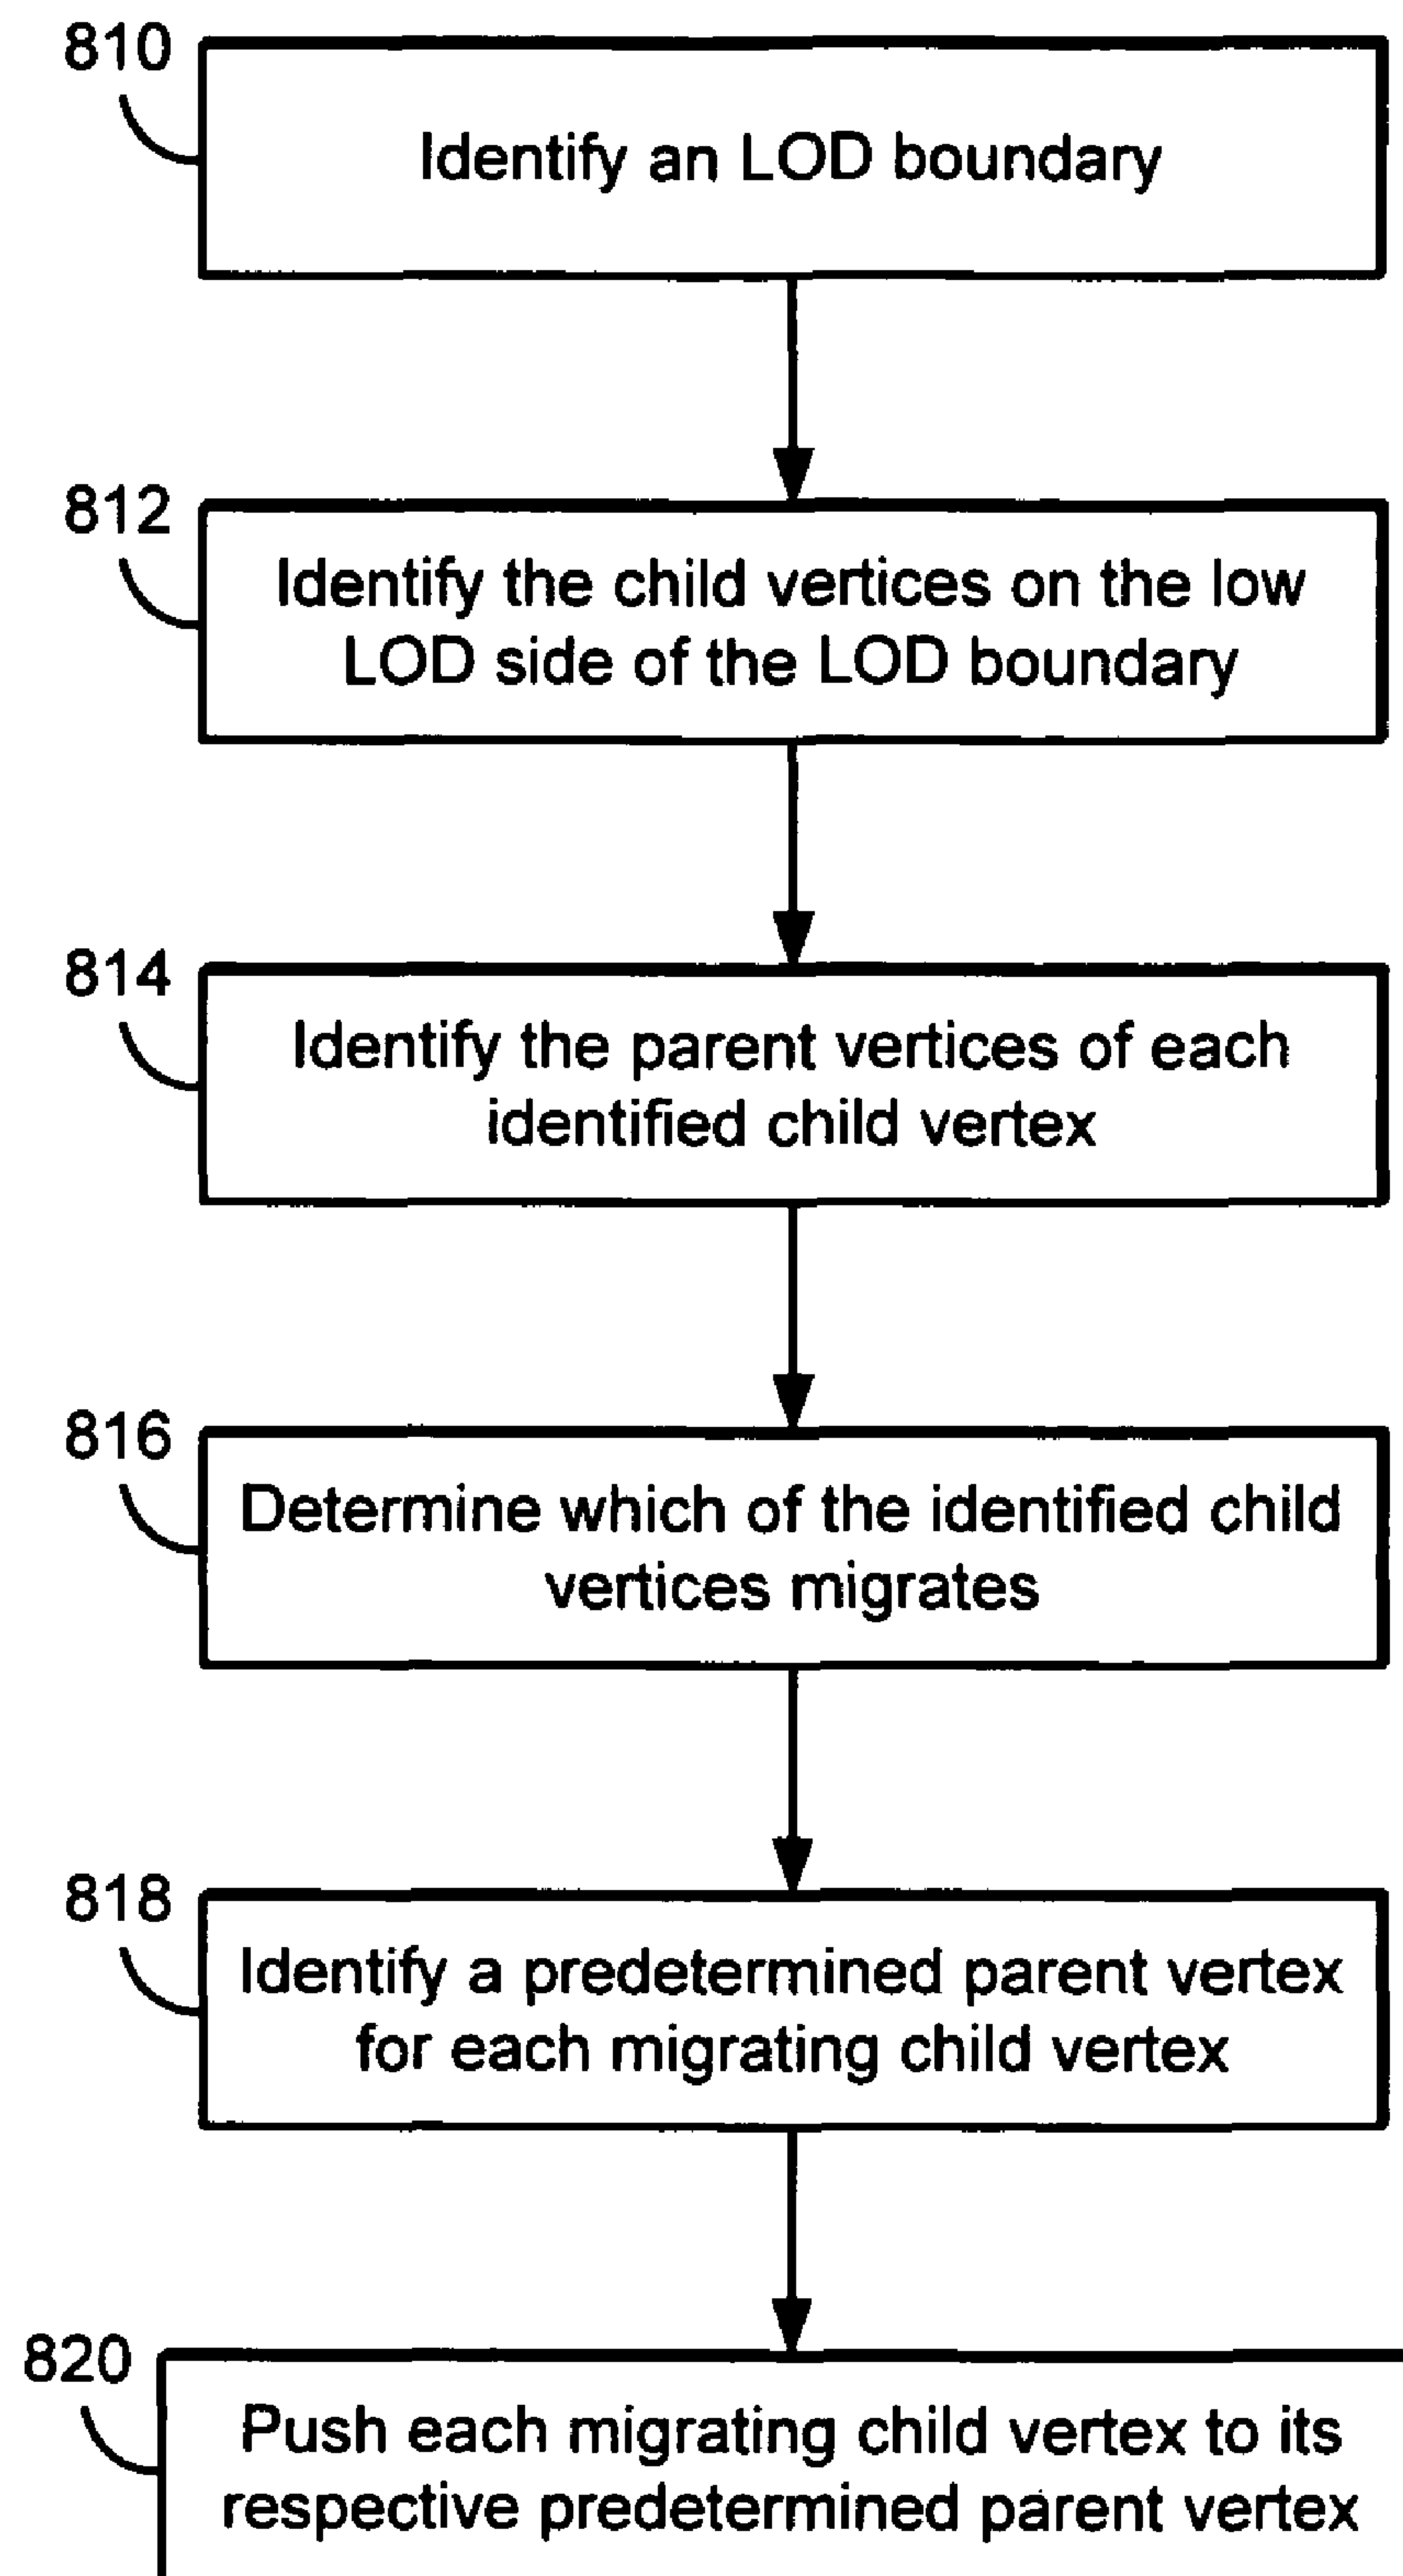 810
Identify an LOD boundary
812
Identify the child vertices on the low
LOD side of the LOD boundary
814
Identify the parent vertices of each
identified child vertex
816
Determine which of the identified child
vertices migrates
818
Identify a predetermined parent vertex
for each migrating child vertex
820
Push each migrating child vertex to its
respective predetermined parent vertex